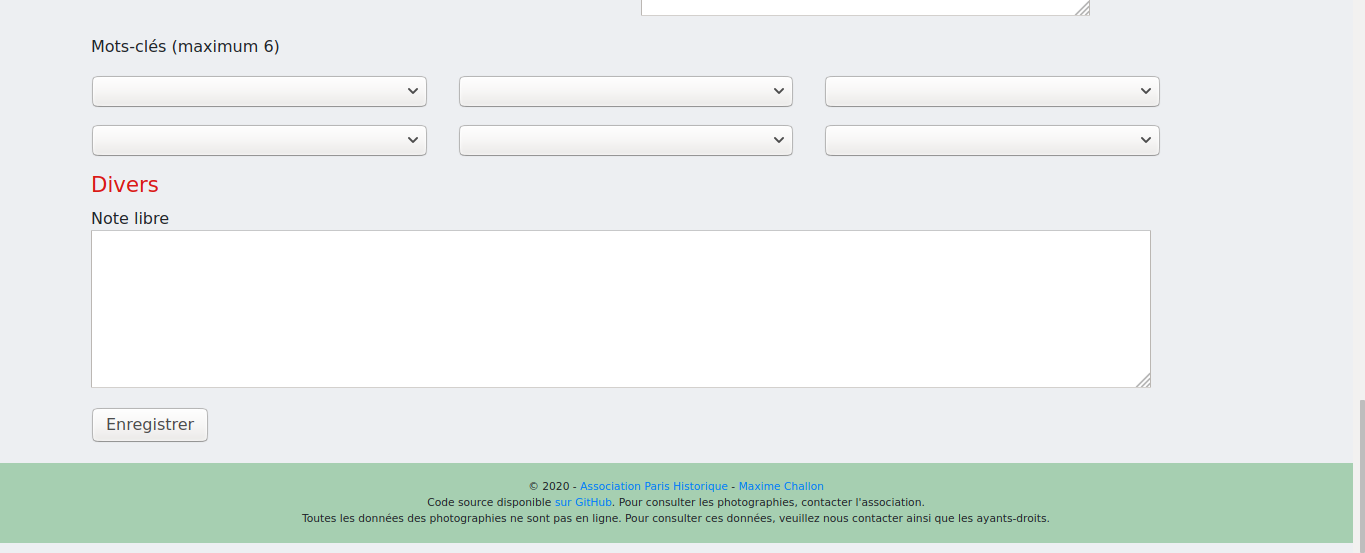 Mots-clés (maximum 6)
Divers
Note libre
Enregistrer
© 2020 - Association Paris Historique - Maxime Challon
Code source disponible sur GitHub. Pour consulter les photographies, contacter l'association.
Toutes les données des photographies ne sont pas en ligne. Pour consulter ces données, veuillez nous contacter ainsi que les ayants-droits.